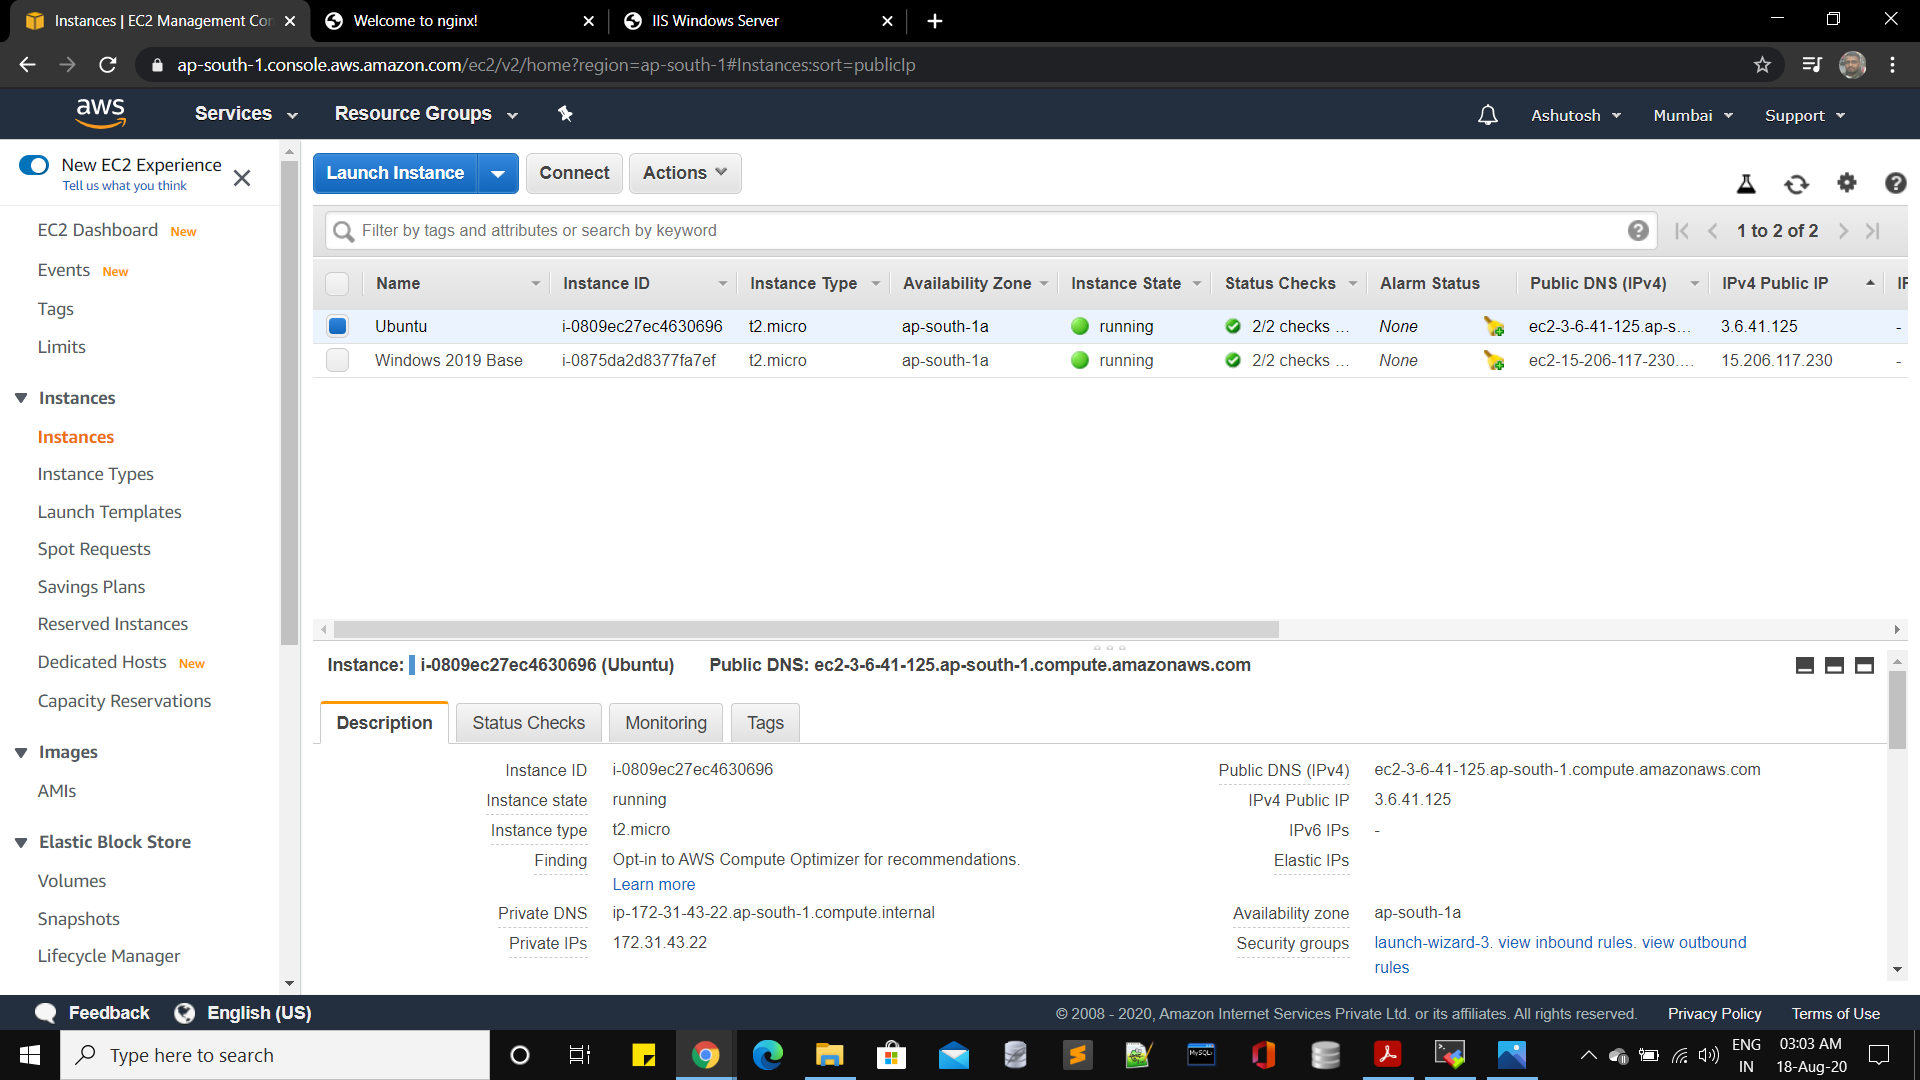 Instances | EC2 Management Con
Welcome to nginx!
IIS Windows Server
ap-south-1.console.aws.amazon.com/ec2/v2/home?region=ap-south-1#Instances:sort=publicIp
aws
Services
Resource Groups
Ashutosh
Mumbai
Support
New EC2 Experience
Tell us what you think
EC2 Dashboard New
Events New
Tags
Limits
Instances
Instances
Instance Types
Launch Templates
Spot Requests
Savings Plans
Reserved Instances
Dedicated Hosts New
Capacity Reservations
Images
AMIs
Elastic Block Store
Volumes
Snapshots
Lifecycle Manager
Launch Instance
Connect
Actions
Filter by tags and attributes or search by keyword
1 to 2 of 2
Name Instance ID Instance Type Availability Zone Instance State Status Checks Alarm Status Public DNS (IPv4) IPv4 Public IP IP
Ubuntu i-0809ec27ec4630696 t2.micro ap-south-1a running 2/2 checks ... None ec2-3-6-41-125.ap-s... 3.6.41.125 -
Windows 2019 Base i-0875da2d8377fa7ef t2.micro ap-south-1a running 2/2 checks ... None ec2-15-206-117-230.... 15.206.117.230 -
Instance: i-0809ec27ec4630696 (Ubuntu) Public DNS: ec2-3-6-41-125.ap-south-1.compute.amazonaws.com
Description Status Checks Monitoring Tags
Instance ID i-0809ec27ec4630696
Instance state running
Instance type t2.micro
Finding Opt-in to AWS Compute Optimizer for recommendations.
Learn more
Private DNS ip-172-31-43-22.ap-south-1.compute.internal
Private IPs 172.31.43.22
Public DNS (IPv4) ec2-3-6-41-125.ap-south-1.compute.amazonaws.com
IPv4 Public IP 3.6.41.125
IPv6 IPs -
Elastic IPs
Availability zone ap-south-1a
Security groups launch-wizard-3. view inbound rules. view outbound
rules
Feedback
English (US)
© 2008 - 2020, Amazon Internet Services Private Ltd. or its affiliates. All rights reserved.
Privacy Policy
Terms of Use
Type here to search
MySQL
ENG
IN
03:03 AM
18-Aug-20